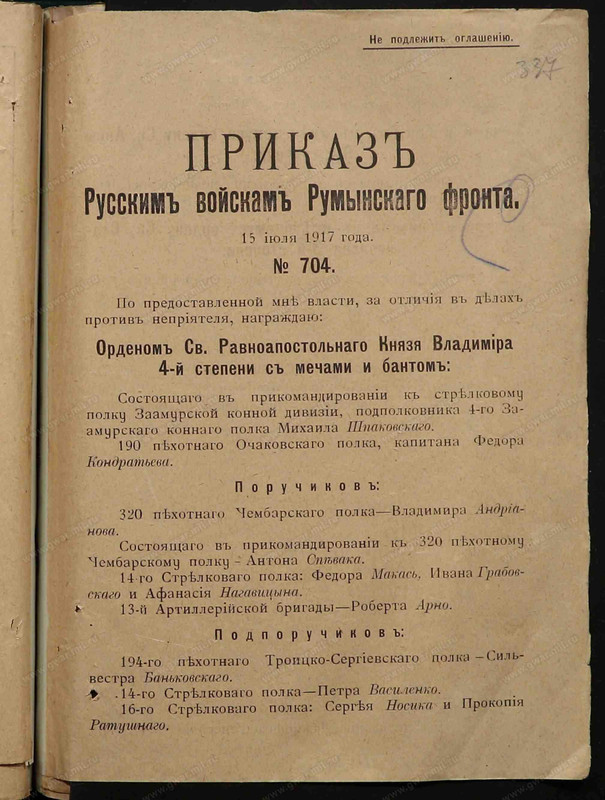 Не подлежитъ оглашенію.
337
ПРИКАЗЪ
Русскимъ войскамъ Румынскаго фронта.
15 іюля 1917 года.
№ 704.
По предоставленной мнѣ власти, за отличія въ дѣлахъ
противъ непріятеля, награждаю:
Орденомъ Св. Равноапостольнаго Князя Владиміра
4-й степени съ мечами и бантомъ:
Состоящаго въ прикомандированіи къ стрѣлковому
полку Заамурской конной дивизіи, подполковника 4-го За-
амурскаго коннаго полка Михаила Шпаковскаго.
190 пѣхотнаго Очаковскаго полка, капитана Федора
Кондратьева.
Поручиковъ:
320 пѣхотнаго Чембарскаго полка—Владимира Андріа-
нова.
Состоящаго въ прикомандированіи къ 320 пѣхотному
Чембарскому полку - Антона Спѣвака.
14-го Стрѣлковаго полка: Федора Макась, Ивана Грабов-
скаго и Афанасія Нагавицына.
13-й Артиллерійской бригады—Роберта Арно.
Подпоручиковъ:
194-го пѣхотнаго Троицко-Сергіевскаго полка—Силь-
вестра Баньковскаго.
14-го Стрѣлковаго полка—Петра Василенко.
16-го Стрѣлковаго полка: Сергѣя Носика и Прокопія
Ратушнаго.